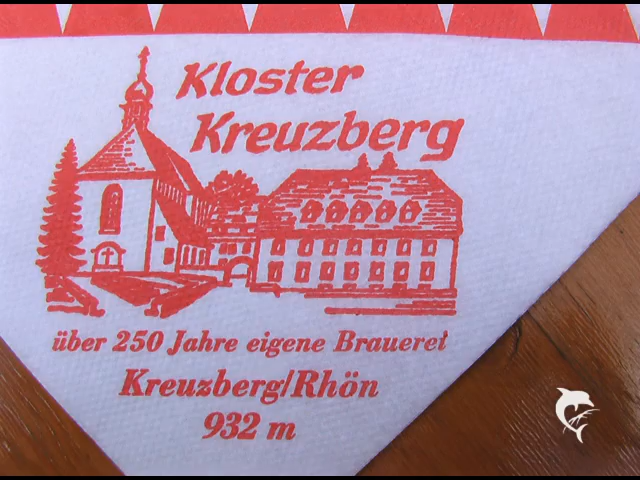 Kloster
Kreuzberg
über 250 Jahre eigene Brauerei
Kreuzberg/Rhön
932 m